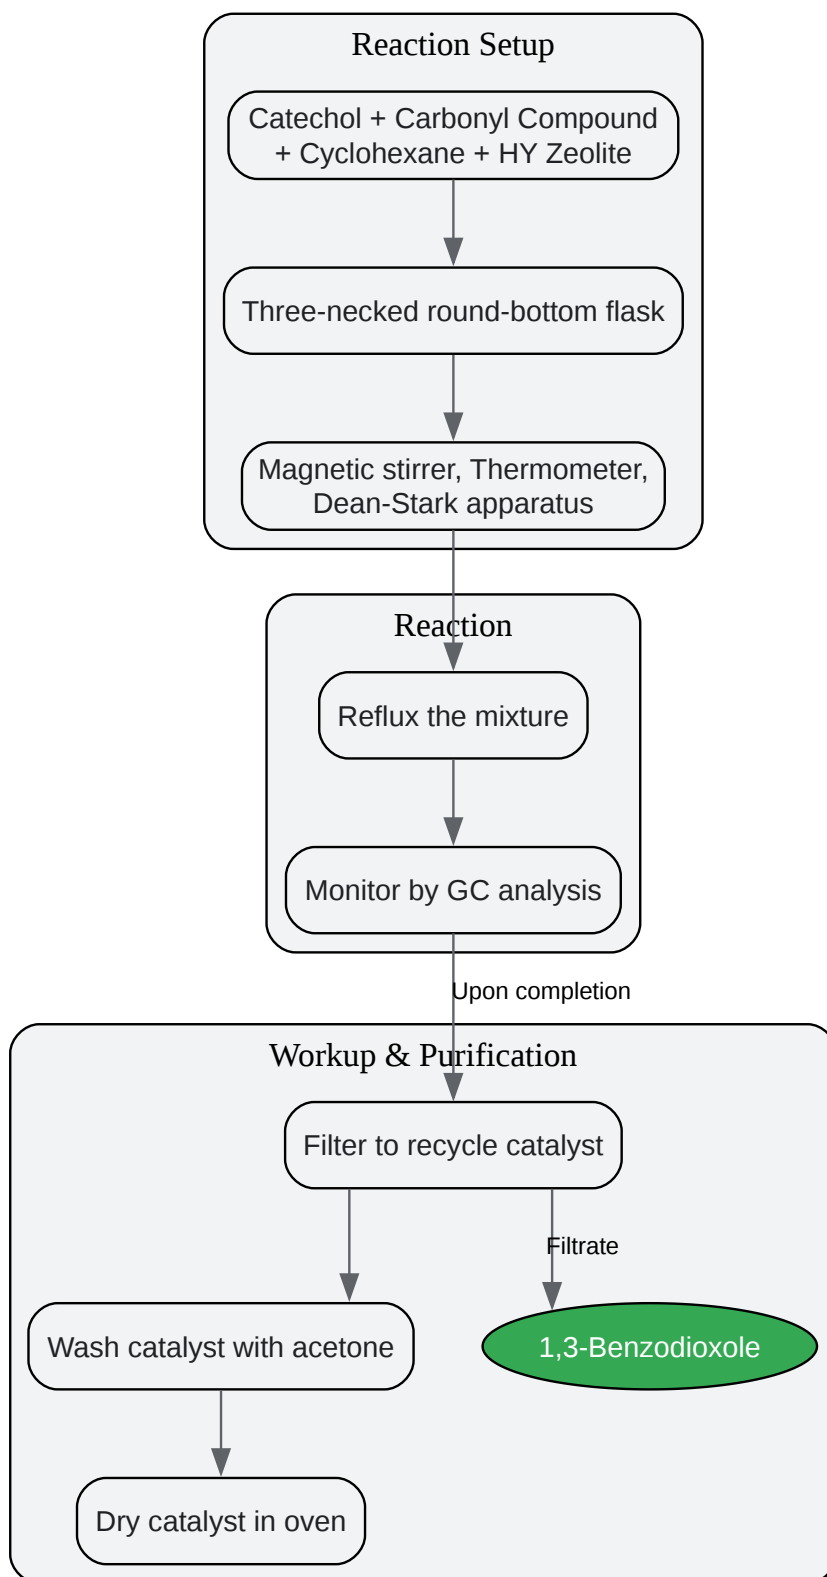 Reaction Setup
Catechol + Carbonyl Compound
+ Cyclohexane + HY Zeolite
Three-necked round-bottom flask
Magnetic stirrer, Thermometer,
Dean-Stark apparatus
Reaction
Reflux the mixture
Monitor by GC analysis
Upon completion
Workup & Purification
Filter to recycle catalyst
Filtrate
Wash catalyst with acetone
1,3-Benzodioxole
Dry catalyst in oven